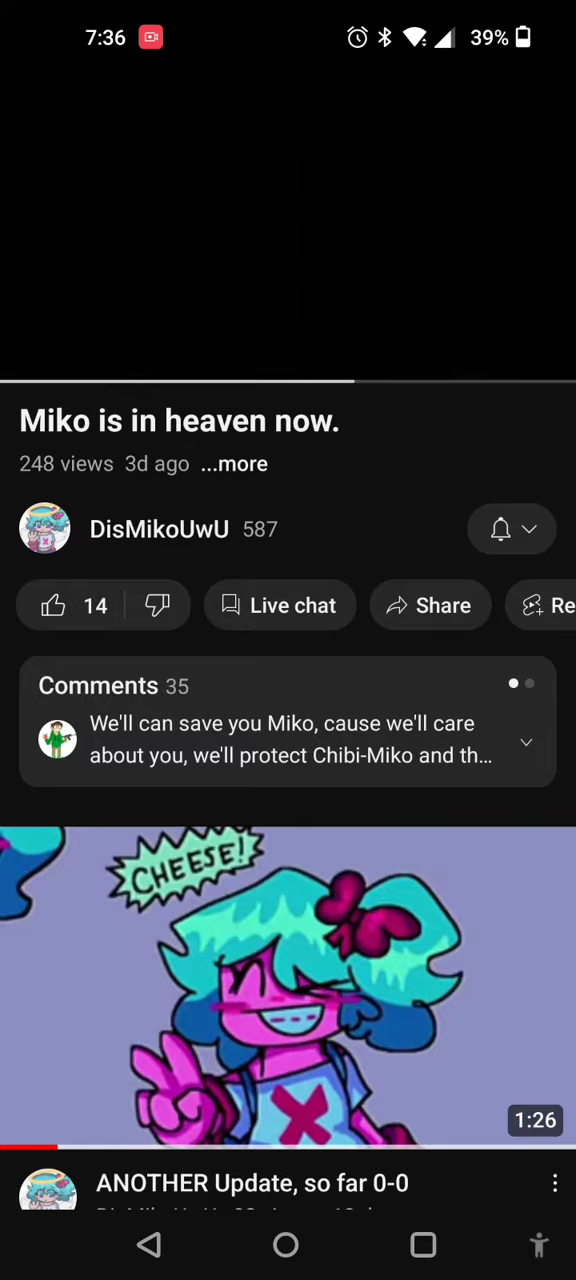 7:36 39%
Miko is in heaven now.
248 views 3d ago ...more
DisMikoUwU 587
14 Live chat Share Re
Comments 35
We'll can save you Miko, cause we'll care
about you, we'll protect Chibi-Miko and th...
CHEESE!
1:26
ANOTHER Update, so far 0-0